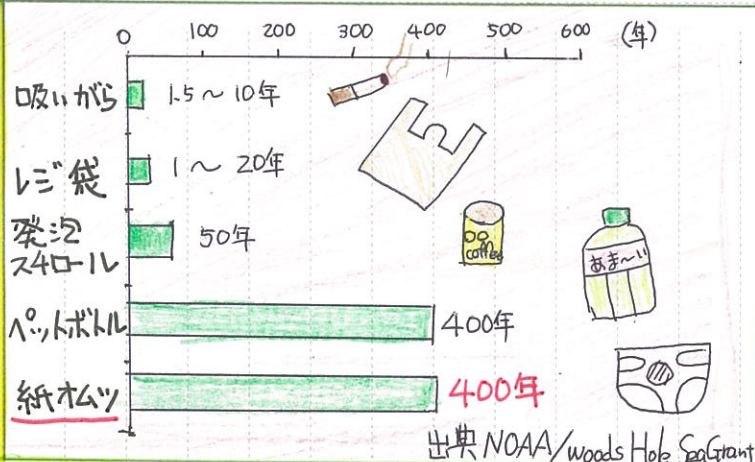 0 100 200 300 400 500 600 (年)
吸いがら 1.5～10年
レジ袋 1～20年
発泡
スチロール 50年
○○
coffee
あま～い
ペットボトル 400年
紙オムツ 400年
出典 NOAA/woods Hole SeaGrant